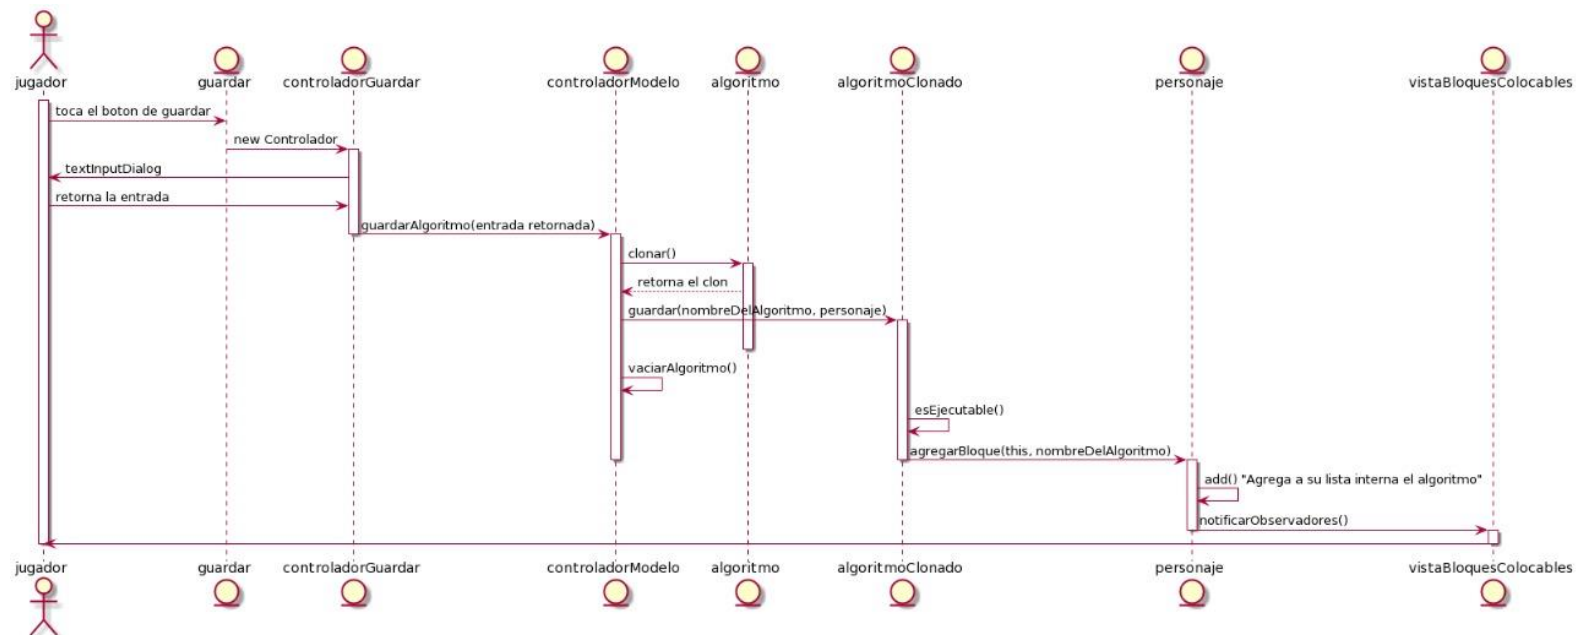 jugador
guardar
controladorGuardar
controladorModelo
algoritmo
algoritmoClonado
personaje
vistaBloquesColocables
toca el boton de guardar
new Controlador
textInputDialog
retorna la entrada
guardarAlgoritmo(entrada retornada)
clonar()
retorna el clon
guardar(nombreDelAlgoritmo, personaje)
vaciarAlgoritmo()
esEjecutable()
agregarBloque(this, nombreDelAlgoritmo)
add() "Agrega a su lista interna el algoritmo"
notificarObservadores()
jugador
guardar
controladorGuardar
controladorModelo
algoritmo
algoritmoClonado
personaje
vistaBloquesColocables